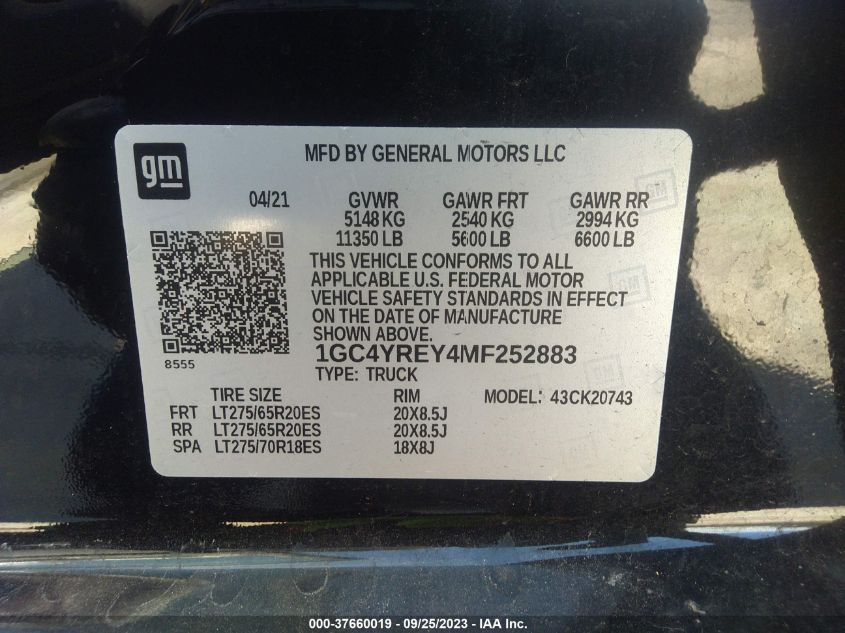 gm
MFD BY GENERAL MOTORS LLC
04/21 GVWR GAWR FRT GAWR RR
5148 KG 2540 KG 2994 KG
11350 LB 5600 LB 6600 LB
THIS VEHICLE CONFORMS TO ALL
APPLICABLE U.S. FEDERAL MOTOR
VEHICLE SAFETY STANDARDS IN EFFECT
ON THE DATE OF MANUFACTURE
SHOWN ABOVE.
8555
1GC4YREY4MF252883
TYPE: TRUCK
TIRE SIZE RIM MODEL: 43CK20743
FRT LT275/65R20ES 20X8.5J
RR LT275/65R20ES 20X8.5J
SPA LT275/70R18ES 18X8J
000-37660019 - 09/25/2023 - IAA Inc.